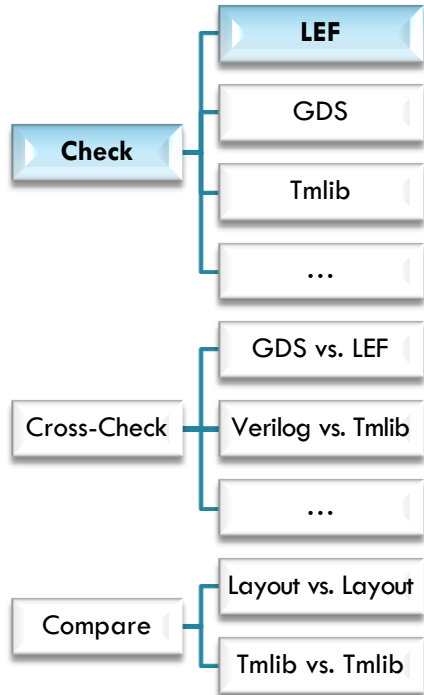 LEF
GDS
Check
Tmlib
…
GDS vs. LEF
Cross-Check
Verilog vs. Tmlib
…
Layout vs. Layout
Compare
Tmlib vs. Tmlib